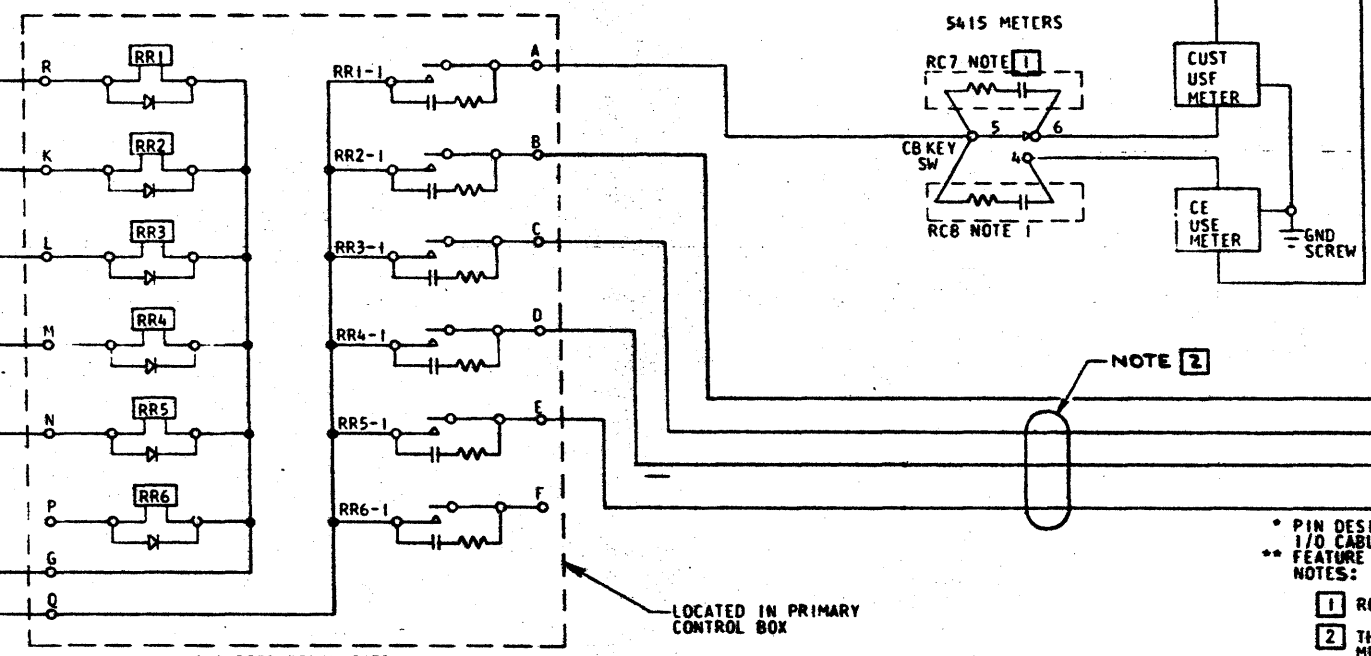 5415 METERS
A
R
RR1
RR1-1
RC7 NOTE 1
CUST
USE
METER
B
K
RR2
RR2-1
5
6
CB KEY
SW
4
C
L
RR3
RR3-1
RC8 NOTE 1
CE
USE
METER
GND
SCREW
D
M
RR4
RR4-1
NOTE 2
E
N
RR5
RR5-1
F
P
RR6
RR6-1
G
Q
LOCATED IN PRIMARY
CONTROL BOX
* PIN DESI
I/O CABL
** FEATURE
NOTES:
1 R
2 TH